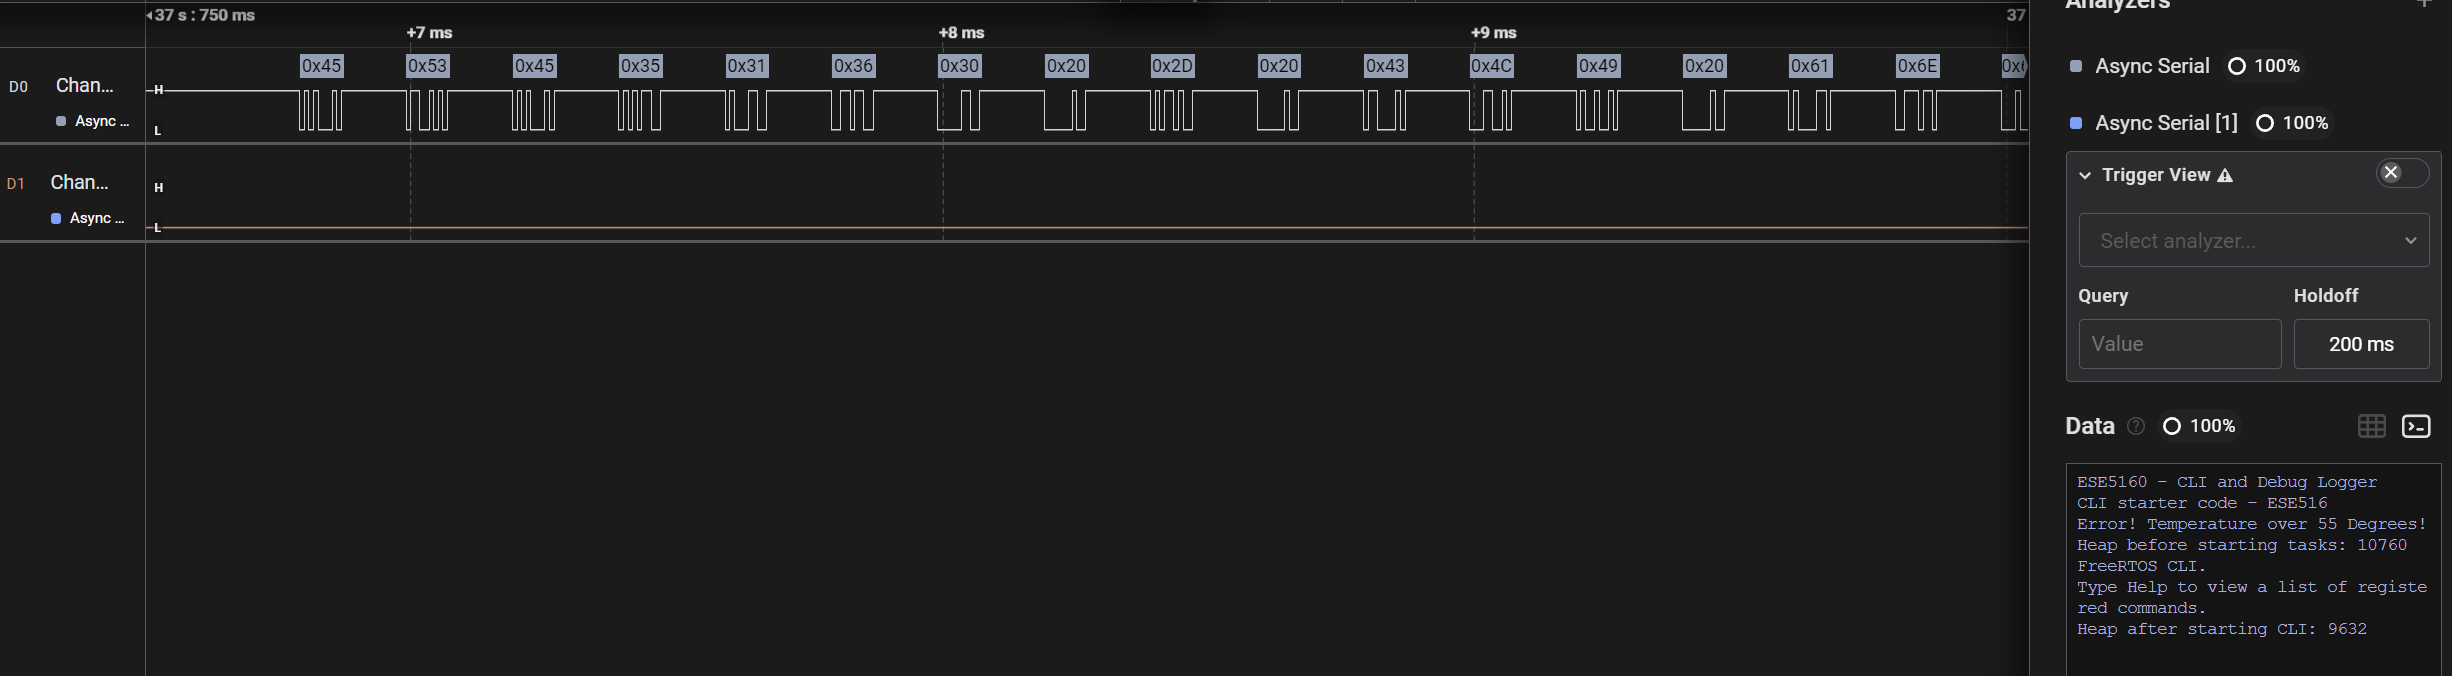 37 s : 750 ms
37
+7 ms
+8 ms
+9 ms
D0
Chan...
Async ...
H
L
0x45
0x53
0x45
0x35
0x31
0x36
0x30
0x20
0x2D
0x20
0x43
0x4C
0x49
0x20
0x61
0x6E
D1
Chan...
Async ...
H
L
Analyzers
Async Serial
100%
Async Serial [1]
100%
Trigger View
Select analyzer...
Query
Holdoff
Value
200 ms
Data
100%
ESE5160 - CLI and Debug Logger
CLI starter code - ESE516
Error! Temperature over 55 Degrees!
Heap before starting tasks: 10760
FreeRTOS CLI.
Type Help to view a list of registe
red commands.
Heap after starting CLI: 9632